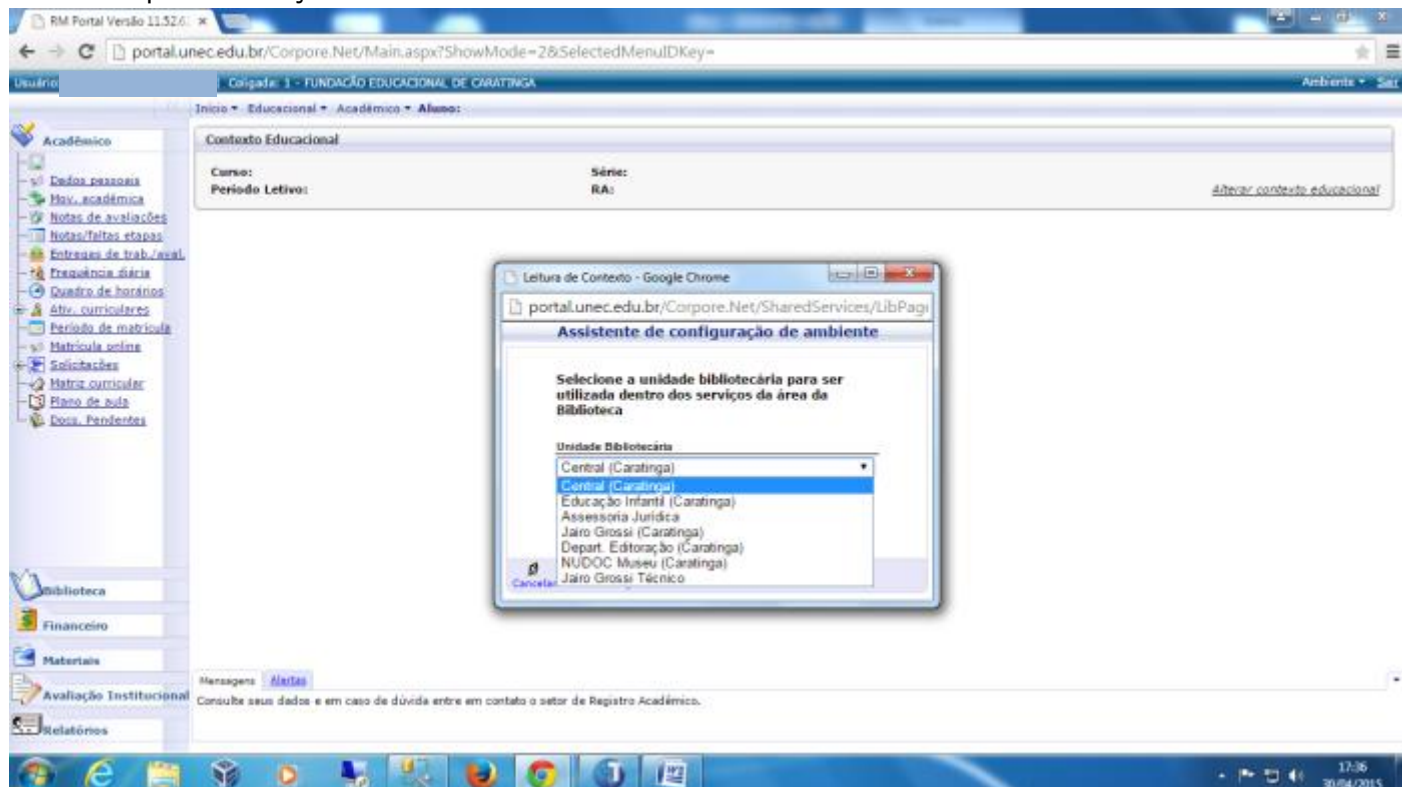 RM Portal Versão 11.52.6
portal.unec.edu.br/Corpore.Net/Main.aspx?ShowMode=2&SelectedMenuIDKey=
Usuário
Coligada: 1 - FUNDAÇÃO EDUCACIONAL DE CARATINGA
Ambiente
Sair
Início Educacional Acadêmico Aluno:
Acadêmico
Dados pessoais
Mov. acadêmica
Notas de avaliações
Notas/faltas etapas
Entregas de trab./aval.
Frequência diária
Quadro de horários
Ativ. curriculares
Período de matrícula
Matrícula online
Solicitações
Matriz curricular
Plano de aula
Docs. Pendentes
Biblioteca
Financeiro
Materiais
Avaliação Institucional
Relatórios
Contexto Educacional
Curso: Série:
Período Letivo: RA:
Alterar contexto educacional
Leitura de Contexto - Google Chrome
portal.unec.edu.br/Corpore.Net/SharedServices/LibPag
Assistente de configuração de ambiente
Selecione a unidade bibliotecária para ser
utilizada dentro dos serviços da área da
Biblioteca
Unidade Bibliotecária
Central (Caratinga)
Central (Caratinga)
Educação Infantil (Caratinga)
Assessoria Jurídica
Jairo Grossi (Caratinga)
Depart. Editoração (Caratinga)
NUDOC Museu (Caratinga)
Jairo Grossi Técnico
Cancelar
Mensagens Alertas
Consulte seus dados e em caso de dúvida entre em contato o setor de Registro Acadêmico.
17:36
30/04/2015